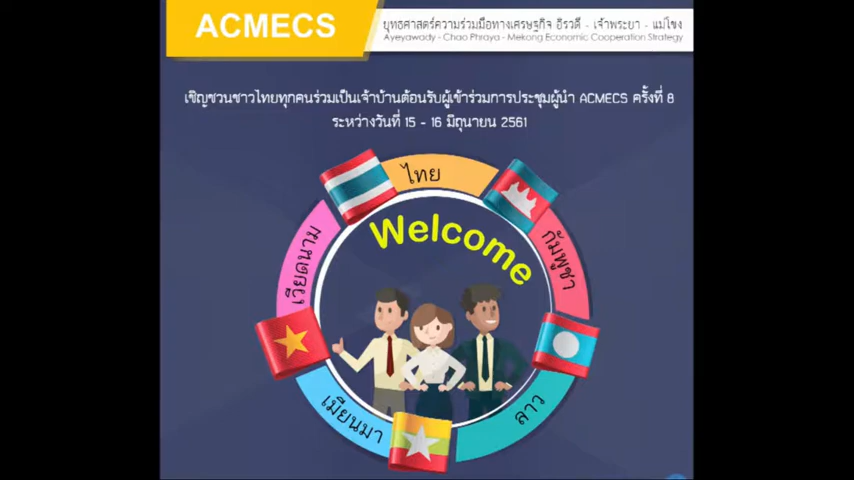 ACMECS
ยุทธศาสตร์ความร่วมมือทางเศรษฐกิจ อิรวดี - เจ้าพระยา - แม่โขง
Ayeyawady - Chao Phraya - Mekong Economic Cooperation Strategy
เชิญชวนชาวไทยทุกคนร่วมเป็นเจ้าบ้านต้อนรับผู้เข้าร่วมการประชุมผู้นำ ACMECS ครั้งที่ 8
ระหว่างวันที่ 15 - 16 มิถุนายน 2561
ไทย
Welcome
เวียดนาม
กัมพูชา
เมียนมา
ลาว